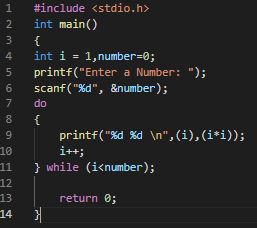 1 #include <stdio.h>
2 int main()
3 {
4 int i = 1,number=0;
5 printf("Enter a Number: ");
6 scanf("%d", &number);
7 do
8 {
9 printf("%d %d \n",(i),(i*i));
10 i++;
11 } while (i<number);
12
13 return 0;
14 }